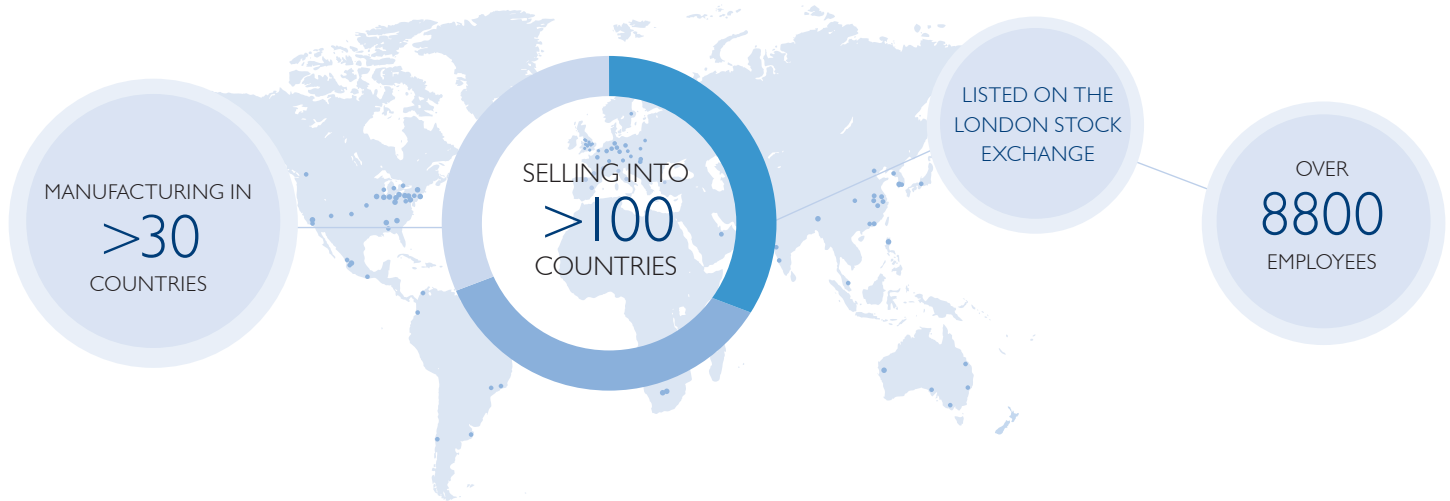 MANUFACTURING IN
>30
COUNTRIES
SELLING INTO
>100
COUNTRIES
LISTED ON THE
LONDON STOCK
EXCHANGE
OVER
8800
EMPLOYEES